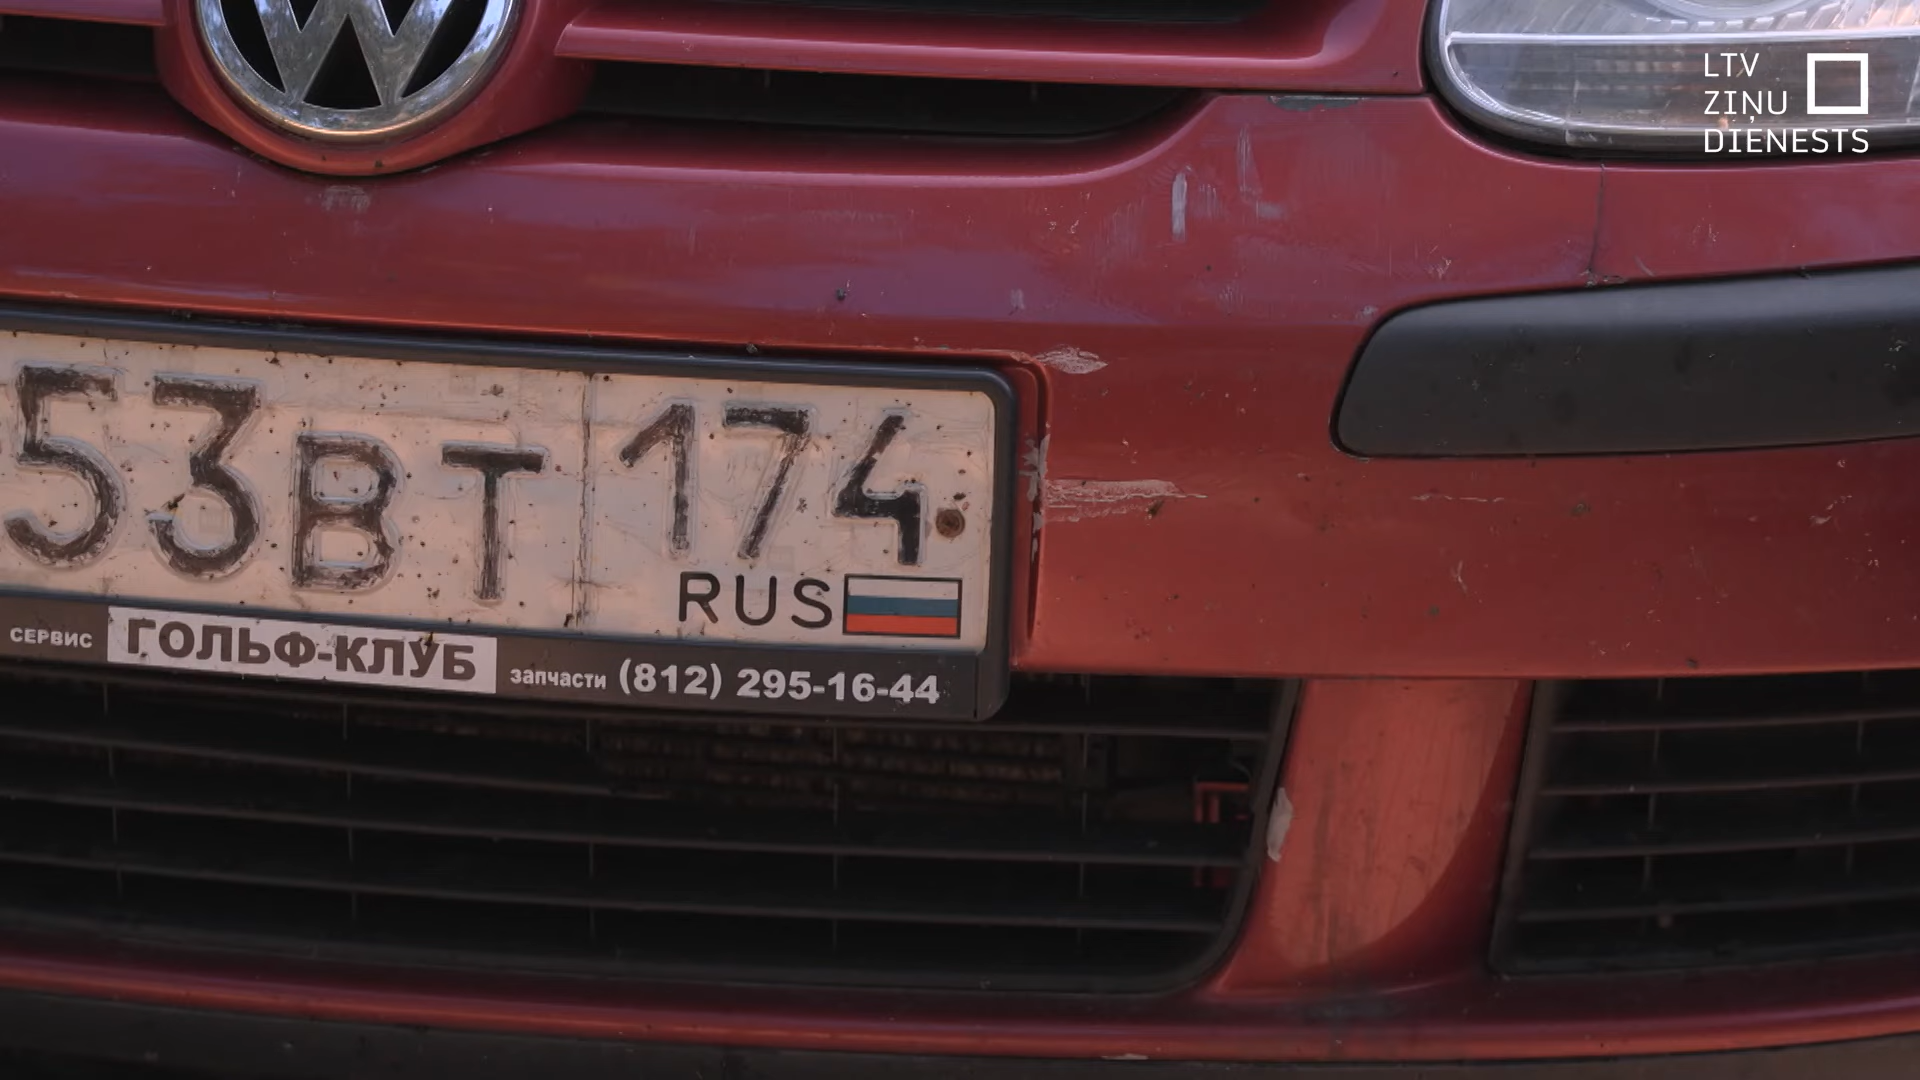 LTV
ZIŅU
DIENESTS
53ВТ 174
RUS
СЕРВИС ГОЛЬФ-КЛУБ запчасти (812) 295-16-44